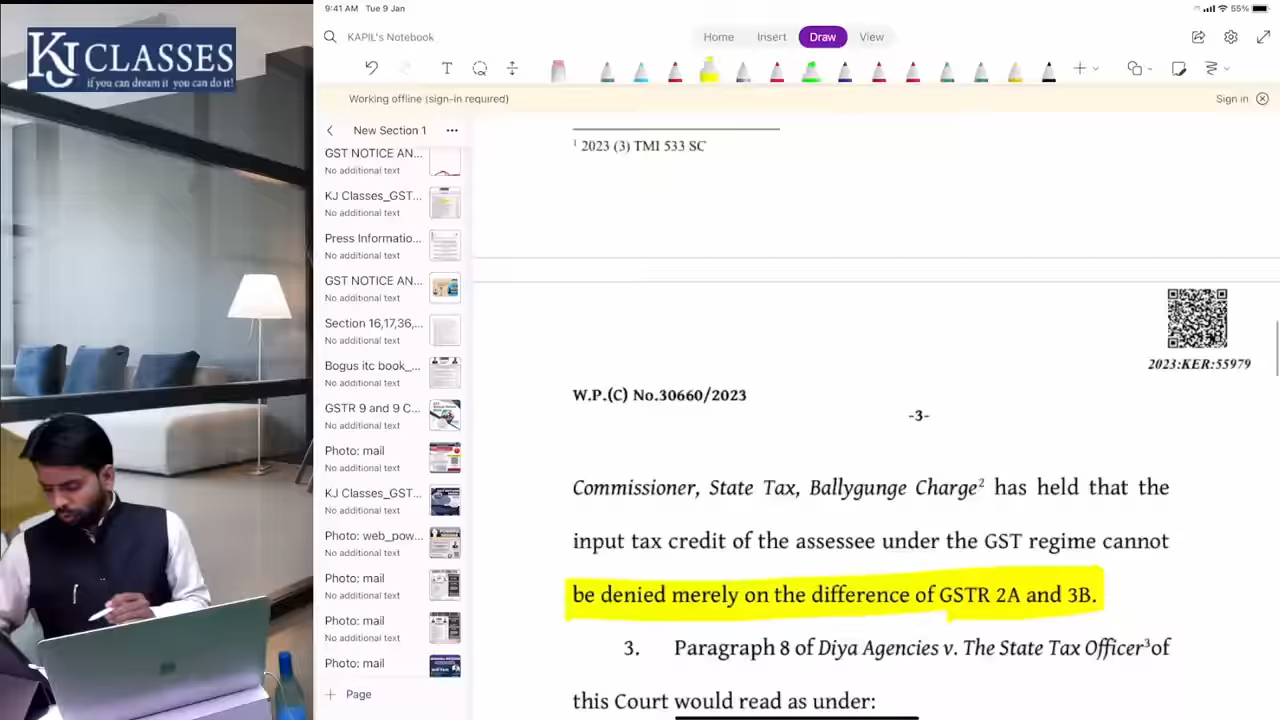 KJ CLASSES
if you can dream it you can do it!
9:41 AM Tue 9 Jan
55%
KAPIL's Notebook
Home Insert Draw View
Working offline (sign-in required)
Sign in
New Section 1
GST NOTICE AN...
No additional text
KJ Classes_GST...
No additional text
Press Informatio...
No additional text
GST NOTICE AN...
No additional text
Section 16,17,36,...
No additional text
Bogus itc book_...
No additional text
GSTR 9 and 9 C...
No additional text
Photo: mail
No additional text
KJ Classes_GST...
No additional text
Photo: web_pow...
No additional text
Photo: mail
No additional text
Photo: mail
No additional text
Photo: mail
Page
1 2023 (3) TMI 533 SC
2023:KER:55979
W.P.(C) No.30660/2023
-3-
Commissioner, State Tax, Ballygunge Charge2 has held that the
input tax credit of the assessee under the GST regime cannot
be denied merely on the difference of GSTR 2A and 3B.
3. Paragraph 8 of Diya Agencies v. The State Tax Officer3of
this Court would read as under: